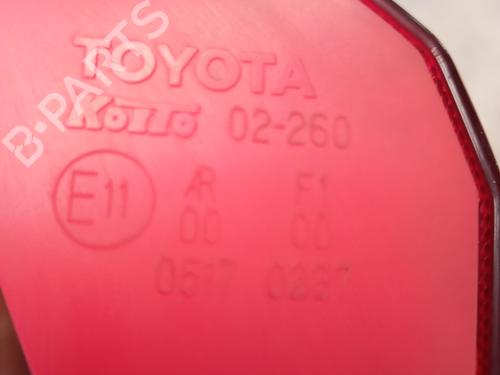 TOYOTA
KOITO 02-260
E11 AR F1
00 00
0517 0237
B-PARTS